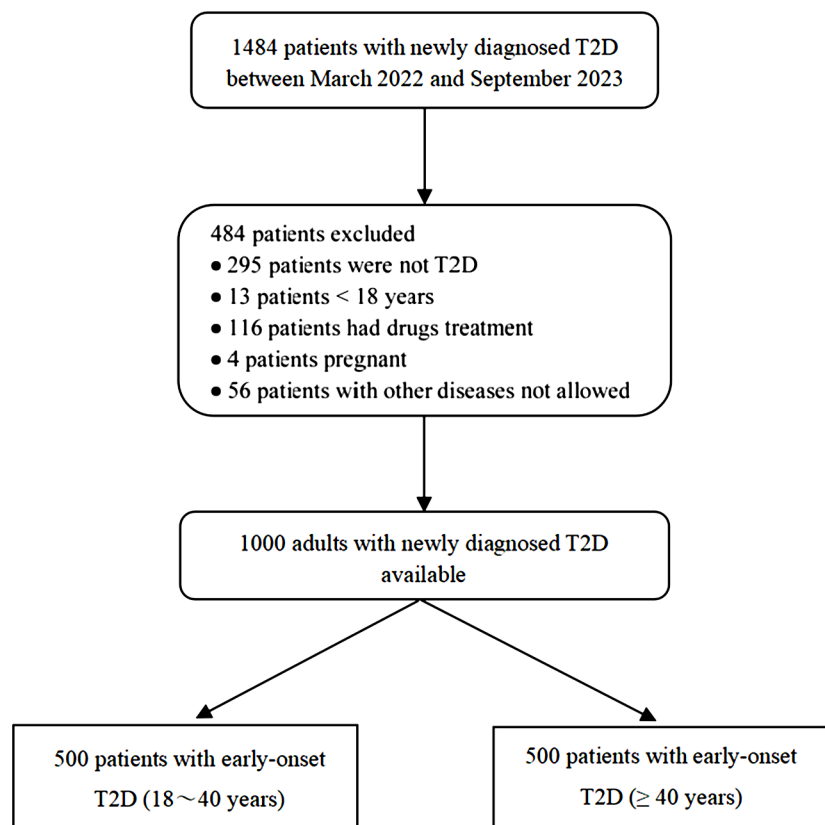 1484 patients with newly diagnosed T2D
between March 2022 and September 2023
484 patients excluded
● 295 patients were not T2D
● 13 patients < 18 years
● 116 patients had drugs treatment
● 4 patients pregnant
● 56 patients with other diseases not allowed
1000 adults with newly diagnosed T2D
available
500 patients with early-onset
T2D (18～40 years)
500 patients with early-onset
T2D (≥ 40 years)